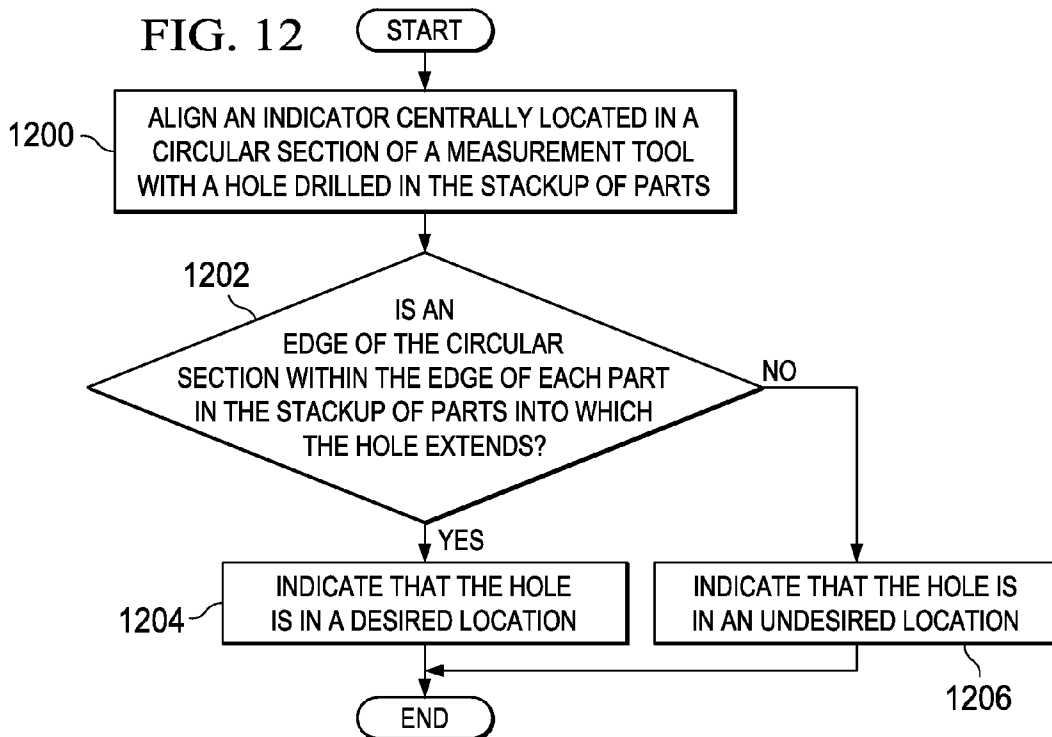 FIG. 12
START
1200
ALIGN AN INDICATOR CENTRALLY LOCATED IN A
CIRCULAR SECTION OF A MEASUREMENT TOOL
WITH A HOLE DRILLED IN THE STACKUP OF PARTS
1202
IS AN
EDGE OF THE CIRCULAR
SECTION WITHIN THE EDGE OF EACH PART
IN THE STACKUP OF PARTS INTO WHICH
THE HOLE EXTENDS?
NO
YES
1204
INDICATE THAT THE HOLE
IS IN A DESIRED LOCATION
INDICATE THAT THE HOLE IS
IN AN UNDESIRED LOCATION
1206
END